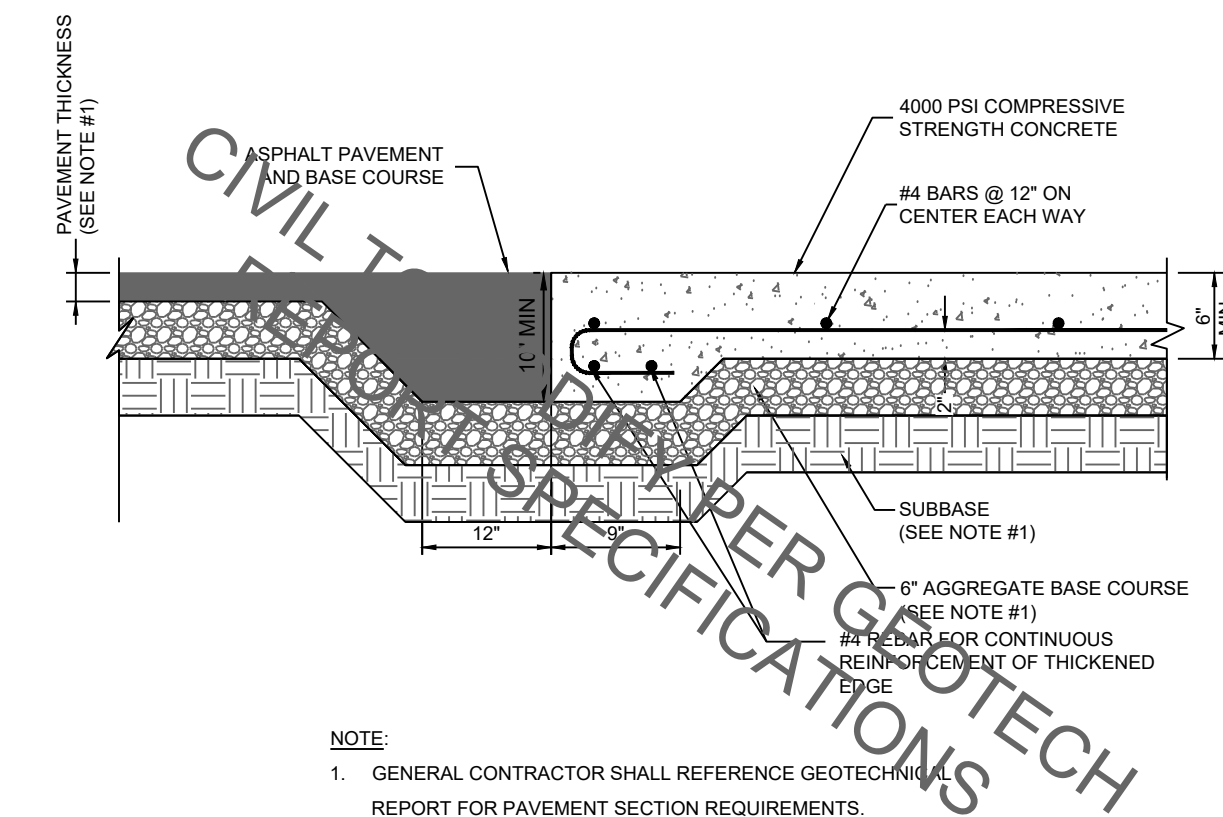 PAVEMENT THICKNESS
(SEE NOTE #1)
ASPHALT PAVEMENT
AND BASE COURSE
4000 PSI COMPRESSIVE
STRENGTH CONCRETE
#4 BARS @ 12" ON
CENTER EACH WAY
10" MIN
6"
MIN
2"
12"
9"
SUBBASE
(SEE NOTE #1)
6" AGGREGATE BASE COURSE
(SEE NOTE #1)
#4 REBAR FOR CONTINUOUS
REINFORCEMENT OF THICKENED
EDGE
CIVIL TO MODIFY PER GEOTECH
REPORT SPECIFICATIONS
NOTE:
1. GENERAL CONTRACTOR SHALL REFERENCE GEOTECHNICAL
REPORT FOR PAVEMENT SECTION REQUIREMENTS.